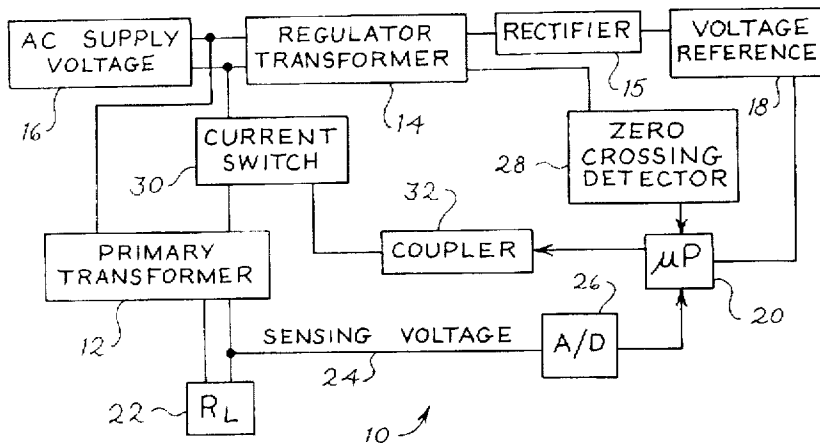 AC SUPPLY
VOLTAGE
16
REGULATOR
TRANSFORMER
14
RECTIFIER
15
VOLTAGE
REFERENCE
18
CURRENT
SWITCH
30
ZERO
CROSSING
DETECTOR
28
32
COUPLER
μP
20
PRIMARY
TRANSFORMER
12
SENSING VOLTAGE
24
26
A/D
22
RL
10